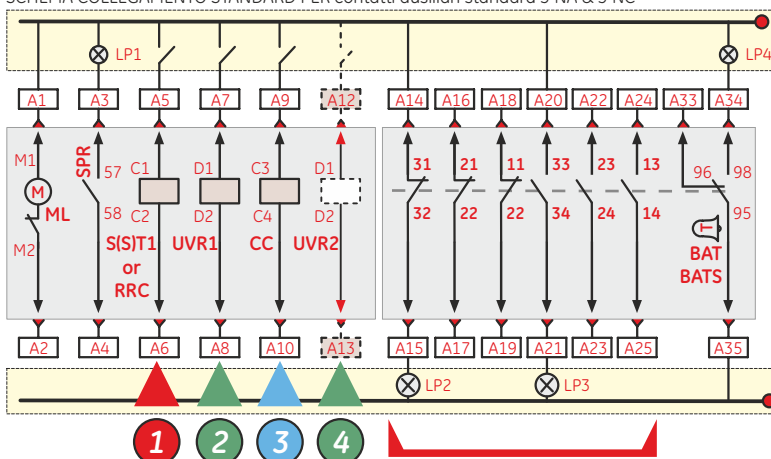 SCHEMA COLLEGAMENTO STANDARD PER contatti ausiliari standard 3 NA & 3 NC
LP1 LP4
A1 A3 A5 A7 A9 A12 A14 A16 A18 A20 A22 A24 A33 A34
M1 SPR 57 C1 D1 C3 D1 31 21 11 33 23 13 96 98
M ML
M2 58 C2 D2 C4 D2 32 22 22 34 24 14 95
S(S)T1 UVR1 CC UVR2 T
or BAT
RRC BATS
A2 A4 A6 A8 A10 A13 A15 A17 A19 A21 A23 A25 A35
LP2 LP3
1 2 3 4